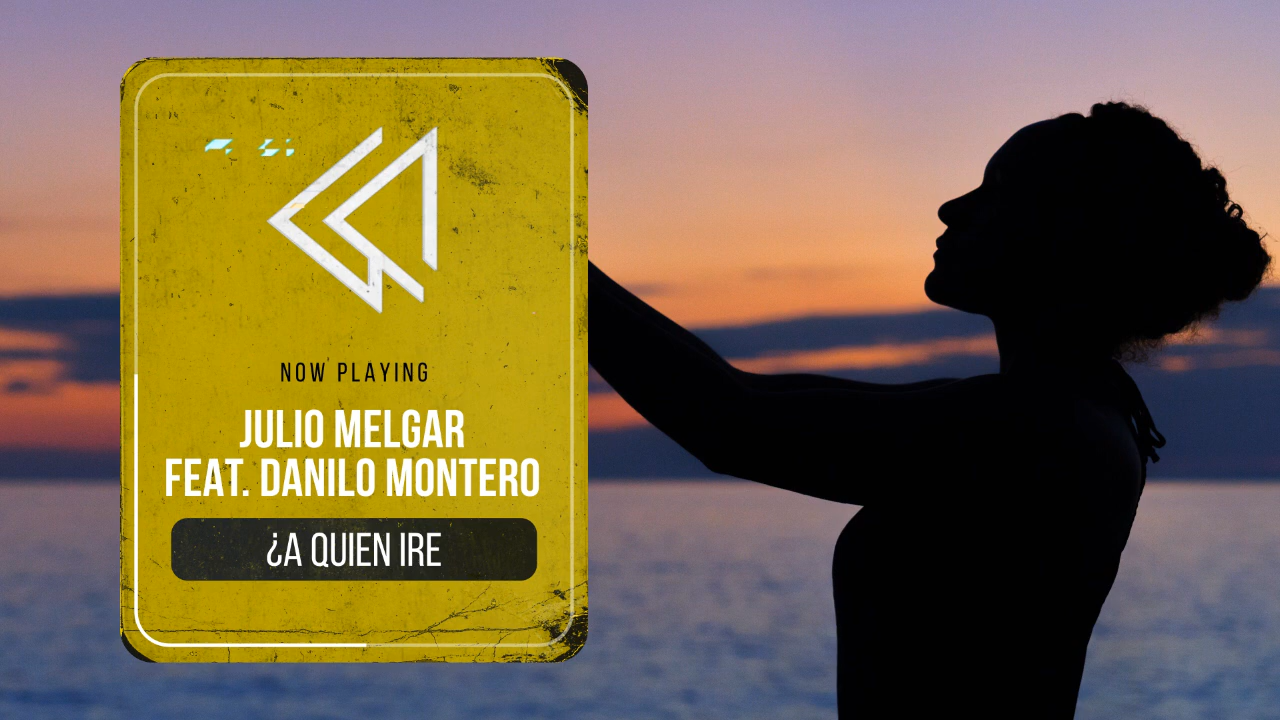 NOW PLAYING
JULIO MELGAR
FEAT. DANILO MONTERO
¿A QUIEN IRE